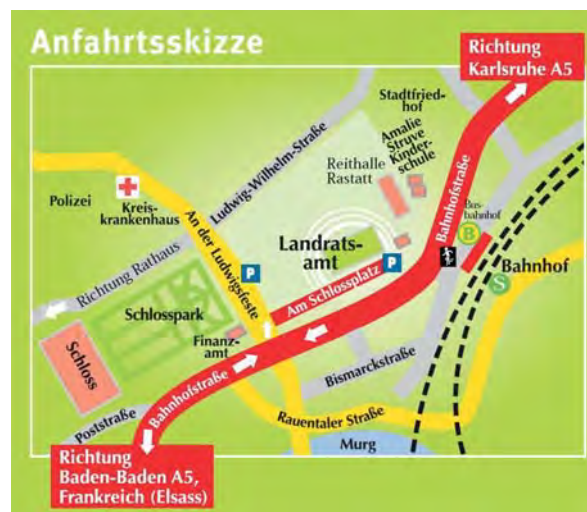 Anfahrtsskizze
Richtung
Karlsruhe A5
Stadtfried-
hof
Amalie
Struve
Kinder-
schule
Reithalle
Rastatt
Ludwig-Wilhelm-Straße
Polizei
Kreis-
krankenhaus
An der Ludwigsfeste
Bahnhofstraße
Bus-
bahnhof
B
Landrats-
amt
P
P
Am Schlossplatz
Bahnhof
S
Richtung Rathaus
Schlosspark
Schloss
Finanz-
amt
Bismarckstraße
Bahnhofstraße
Poststraße
Rauentaler Straße
Murg
Richtung
Baden-Baden A5,
Frankreich (Elsass)